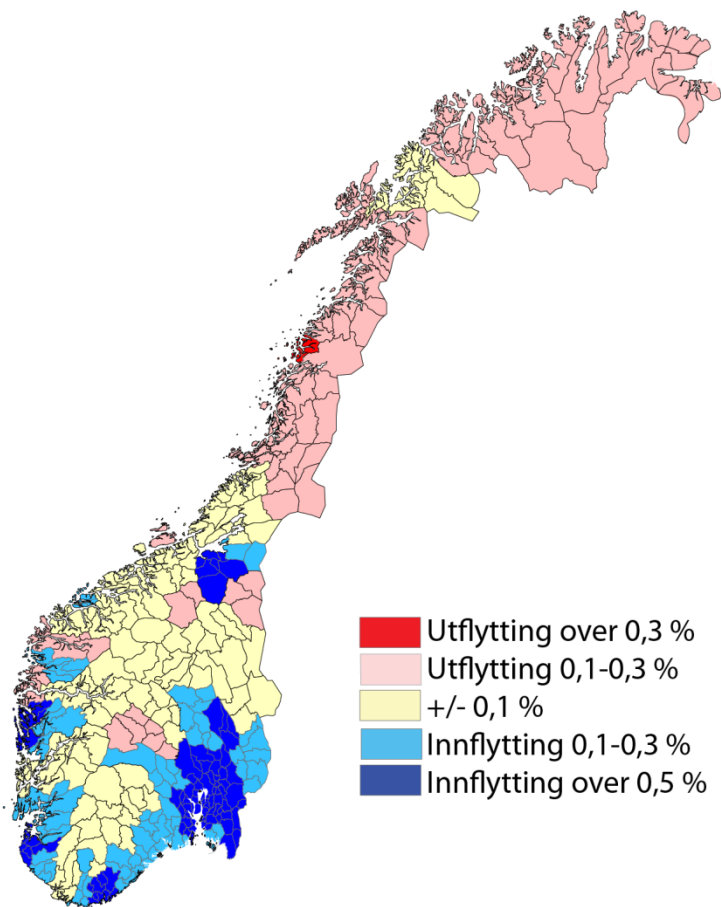 Utflytting over 0,3 %
Utflytting 0,1-0,3 %
+/- 0,1 %
Innflytting 0,1-0,3 %
Innflytting over 0,5 %